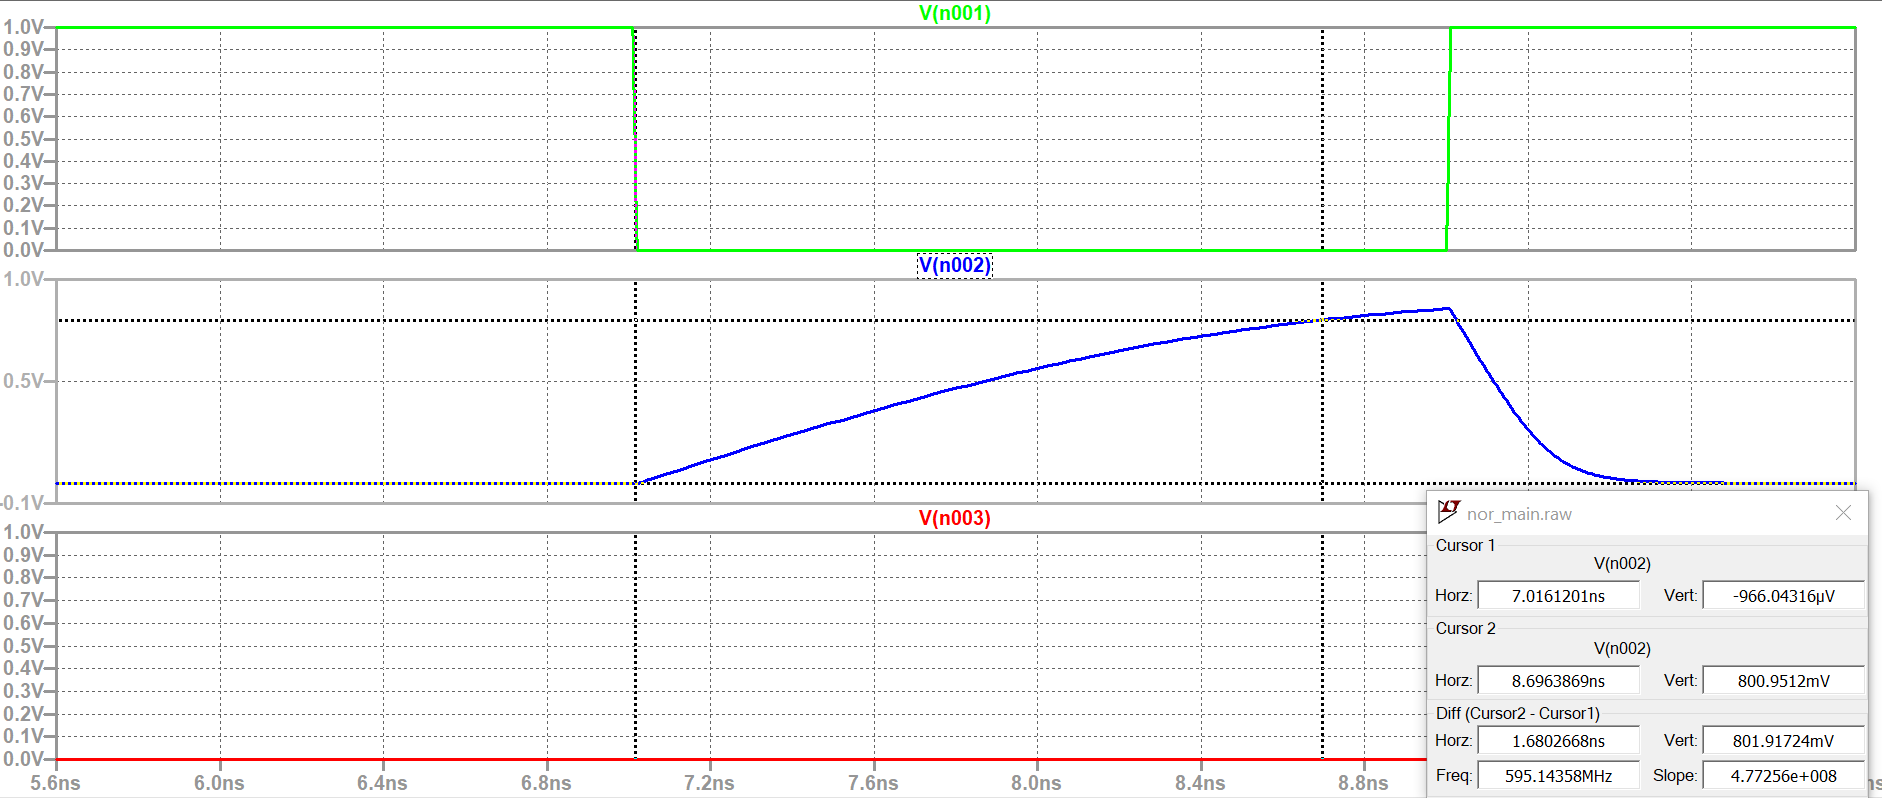 V(n001)
1.0V
0.9V
0.8V
0.7V
0.6V
0.5V
0.4V
0.3V
0.2V
0.1V
0.0V
V(n002)
1.0V
0.5V
-0.1V
V(n003)
1.0V
0.9V
0.8V
0.7V
0.6V
0.5V
0.4V
0.3V
0.2V
0.1V
0.0V
5.6ns 6.0ns 6.4ns 6.8ns 7.2ns 7.6ns 8.0ns 8.4ns 8.8ns
nor_main.raw
Cursor 1
V(n002)
Horz: 7.0161201ns Vert: -966.04316µV
Cursor 2
V(n002)
Horz: 8.6963869ns Vert: 800.9512mV
Diff (Cursor2 - Cursor1)
Horz: 1.6802668ns Vert: 801.91724mV
Freq: 595.14358MHz Slope: 4.77256e+008